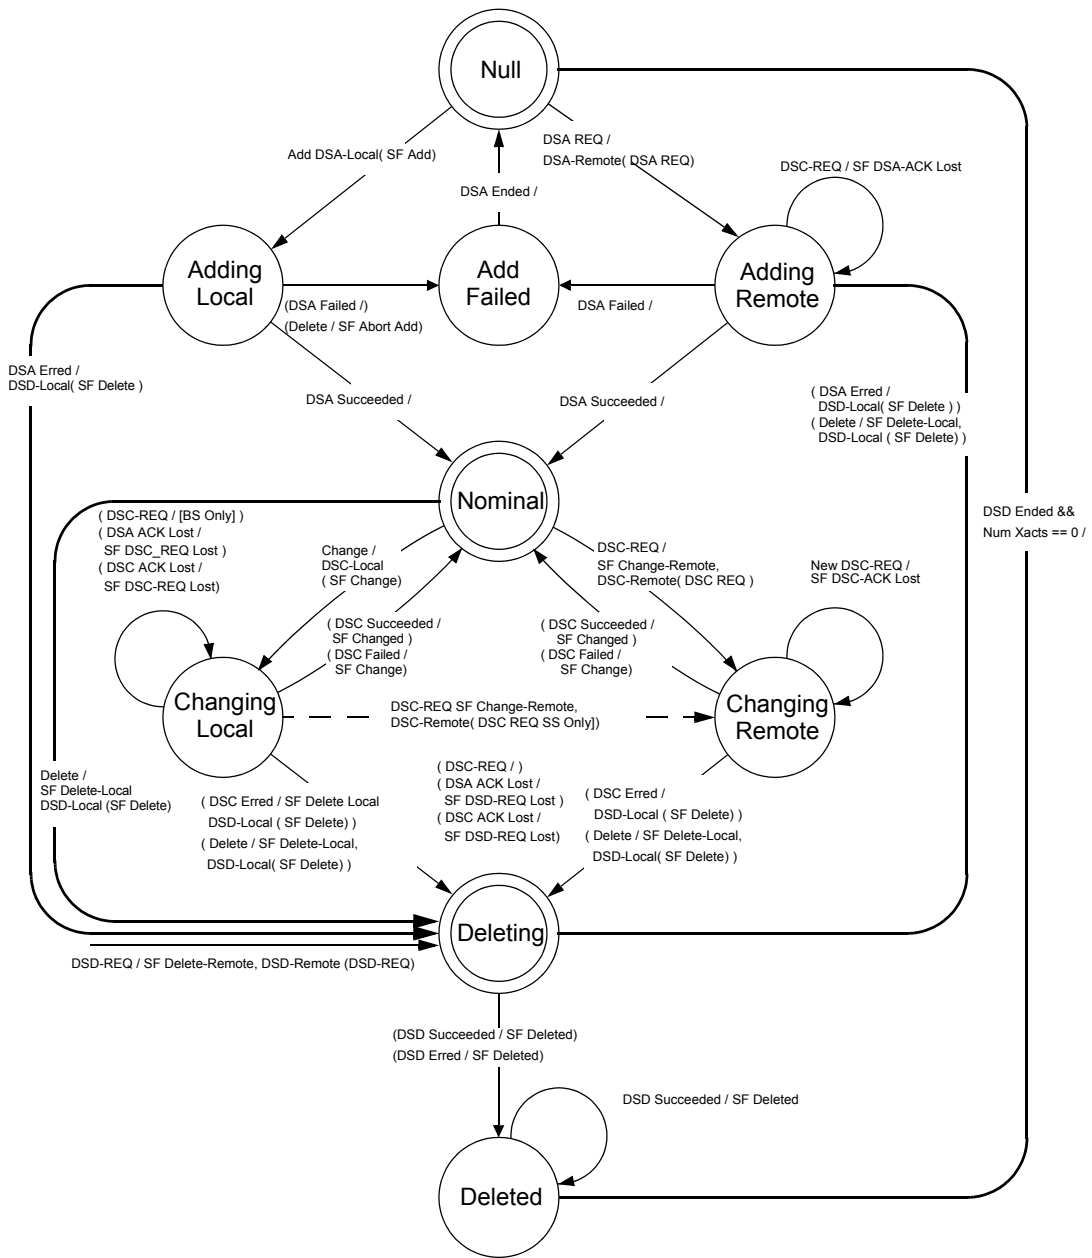 Null
Add DSA-Local( SF Add)
DSA REQ /
DSA-Remote( DSA REQ)
DSC-REQ / SF DSA-ACK Lost
DSA Ended /
Adding
Local
Add
Failed
Adding
Remote
(DSA Failed /)
(Delete / SF Abort Add)
DSA Failed /
DSA Erred /
DSD-Local( SF Delete )
DSA Succeeded /
DSA Succeeded /
( DSA Erred /
DSD-Local( SF Delete ) )
( Delete / SF Delete-Local,
DSD-Local ( SF Delete) )
Nominal
DSD Ended &&
Num Xacts == 0 /
( DSC-REQ / [BS Only] )
( DSA ACK Lost /
SF DSC_REQ Lost )
( DSC ACK Lost /
SF DSC-REQ Lost)
Change /
DSC-Local
( SF Change)
DSC-REQ /
SF Change-Remote,
DSC-Remote( DSC REQ )
New DSC-REQ /
SF DSC-ACK Lost
( DSC Succeeded /
SF Changed )
( DSC Failed /
SF Change)
( DSC Succeeded /
SF Changed )
( DSC Failed /
SF Change)
Changing
Local
DSC-REQ SF Change-Remote,
DSC-Remote( DSC REQ SS Only])
Changing
Remote
Delete /
SF Delete-Local
DSD-Local (SF Delete)
( DSC Erred / SF Delete Local
DSD-Local ( SF Delete) )
( Delete / SF Delete-Local,
DSD-Local( SF Delete) )
( DSC-REQ / )
( DSA ACK Lost /
SF DSD-REQ Lost )
( DSC ACK Lost /
SF DSD-REQ Lost)
( DSC Erred /
DSD-Local ( SF Delete) )
( Delete / SF Delete-Local,
DSD-Local( SF Delete) )
Deleting
DSD-REQ / SF Delete-Remote, DSD-Remote (DSD-REQ)
(DSD Succeeded / SF Deleted)
(DSD Erred / SF Deleted)
DSD Succeeded / SF Deleted
Deleted